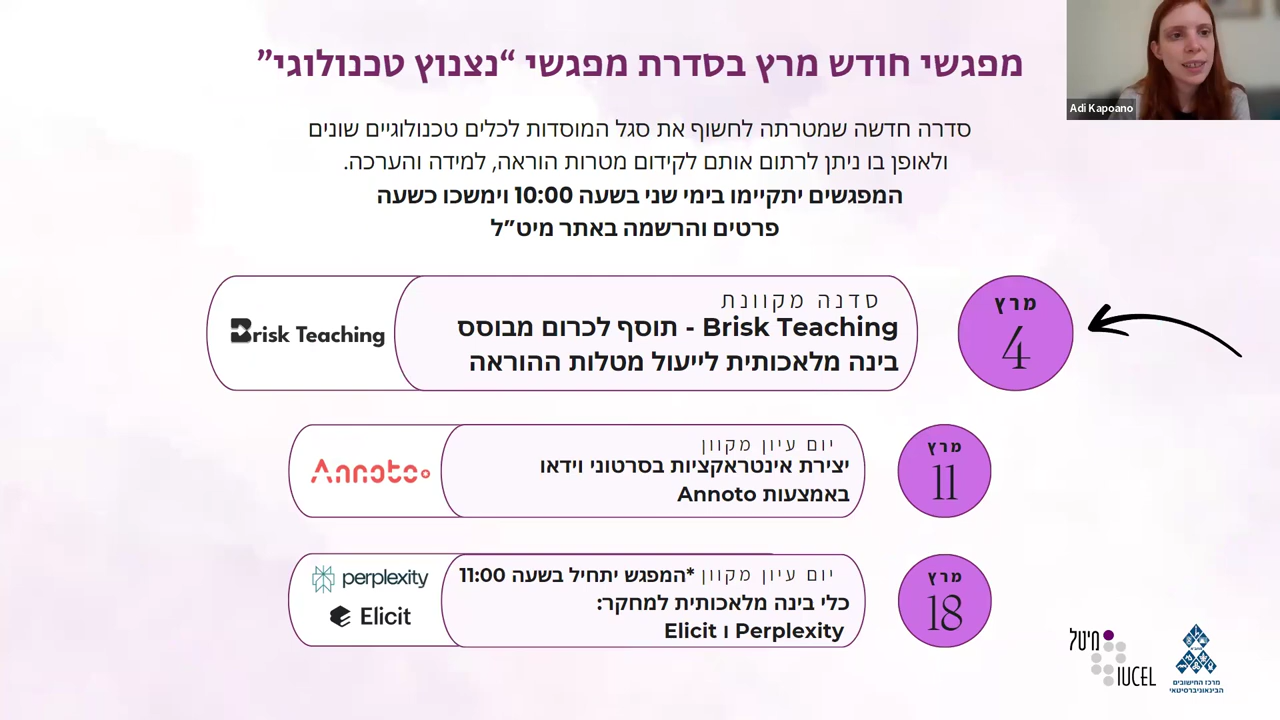 מפגשי חודש מרץ בסדרת מפגשי “נצנוץ טכנולוגי”
Adi Kapoano
סדרה חדשה שמטרתה לחשוף את סגל המוסדות לכלים טכנולוגיים שונים
ולאופן בו ניתן לרתום אותם לקידום מטרות הוראה, למידה והערכה.
המפגשים יתקיימו בימי שני בשעה 10:00 וימשכו כשעה
פרטים והרשמה באתר מיט”ל
מרץ
4
סדנה מקוונת
Brisk Teaching - תוסף לכרום מבוסס
בינה מלאכותית לייעול מטלות ההוראה
Brisk Teaching
מרץ
11
יום עיון מקוון
יצירת אינטראקציות בסרטוני וידאו
באמצעות Annoto
Annoto
מרץ
18
יום עיון מקוון *המפגש יתחיל בשעה 11:00
כלי בינה מלאכותית למחקר:
Perplexity ו Elicit
perplexity
Elicit
מיטל
IUCEL
מרכז החישובים
הבינאוניברסיטאי